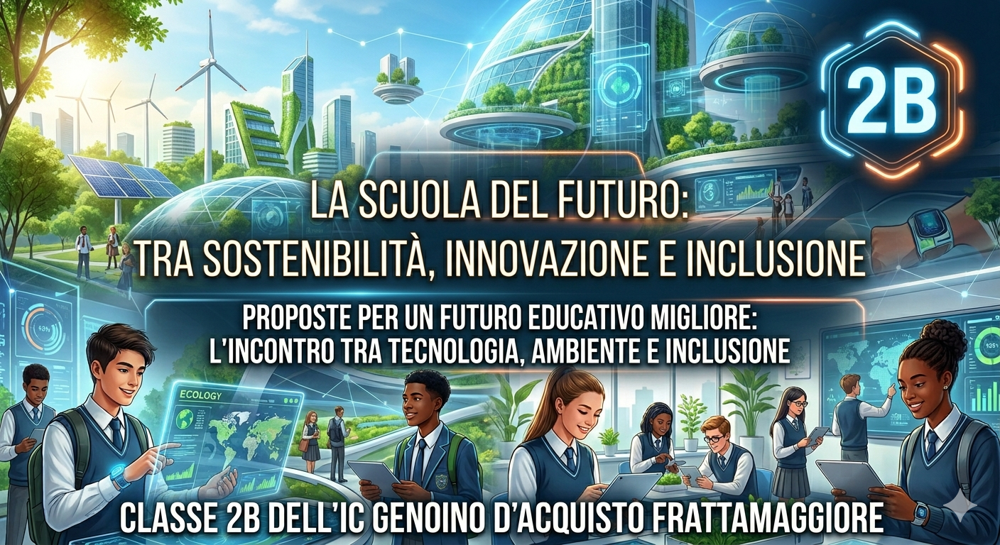 2B
LA SCUOLA DEL FUTURO:
TRA SOSTENIBILITÀ, INNOVAZIONE E INCLUSIONE
PROPOSTE PER UN FUTURO EDUCATIVO MIGLIORE:
L'INCONTRO TRA TECNOLOGIA, AMBIENTE E INCLUSIONE
ECOLOGY
CLASSE 2B DELL'IC GENOINO D'ACQUISTO FRATTAMAGGIORE